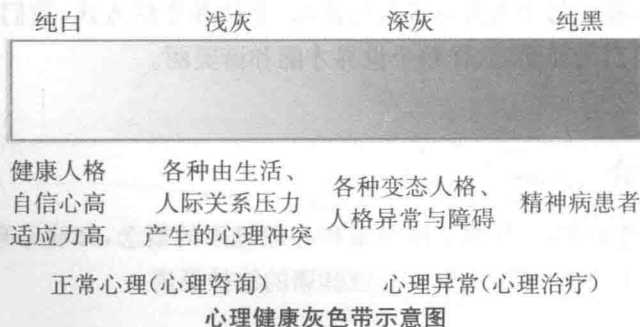 纯白 浅灰 深灰 纯黑
健康人格 各种由生活、 各种变态人格、 精神病患者
自信心高 人际关系压力 人格异常与障碍
适应力高 产生的心理冲突
正常心理(心理咨询) 心理异常(心理治疗)
心理健康灰色带示意图